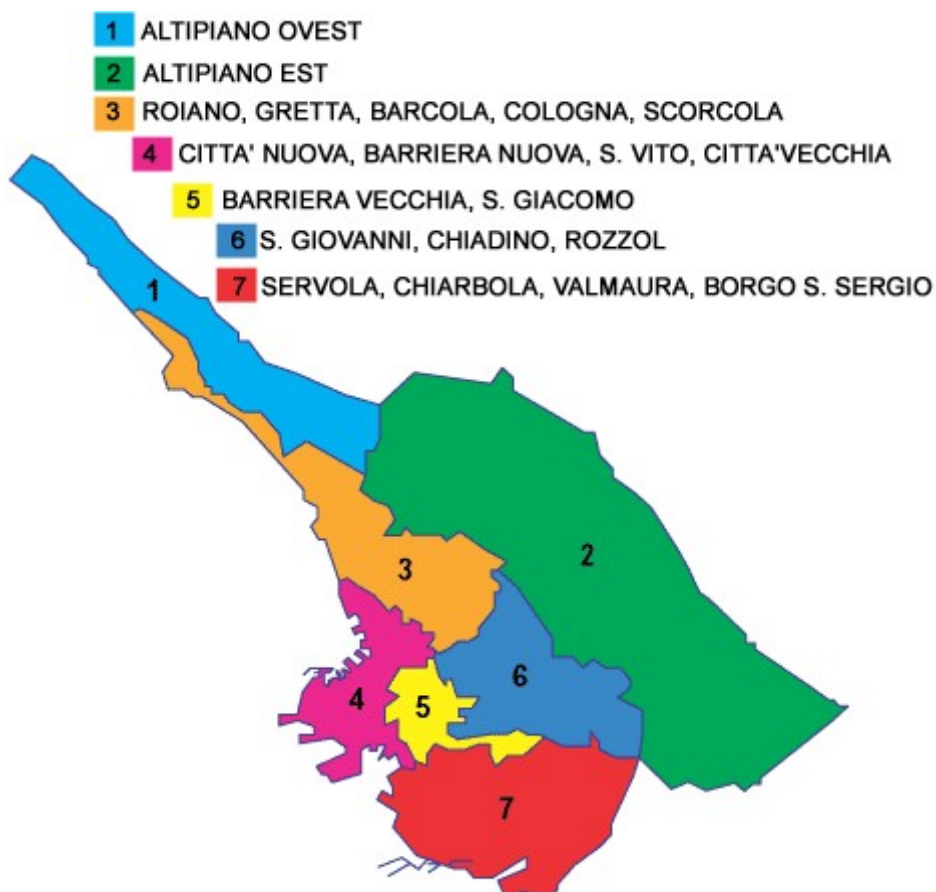 1 ALTIPIANO OVEST
2 ALTIPIANO EST
3 ROIANO, GRETTA, BARCOLA, COLOGNA, SCORCOLA
4 CITTA' NUOVA, BARRIERA NUOVA, S. VITO, CITTA'VECCHIA
5 BARRIERA VECCHIA, S. GIACOMO
6 S. GIOVANNI, CHIADINO, ROZZOL
7 SERVOLA, CHIARBOLA, VALMAURA, BORGO S. SERGIO
1
2
3
6
4
5
7